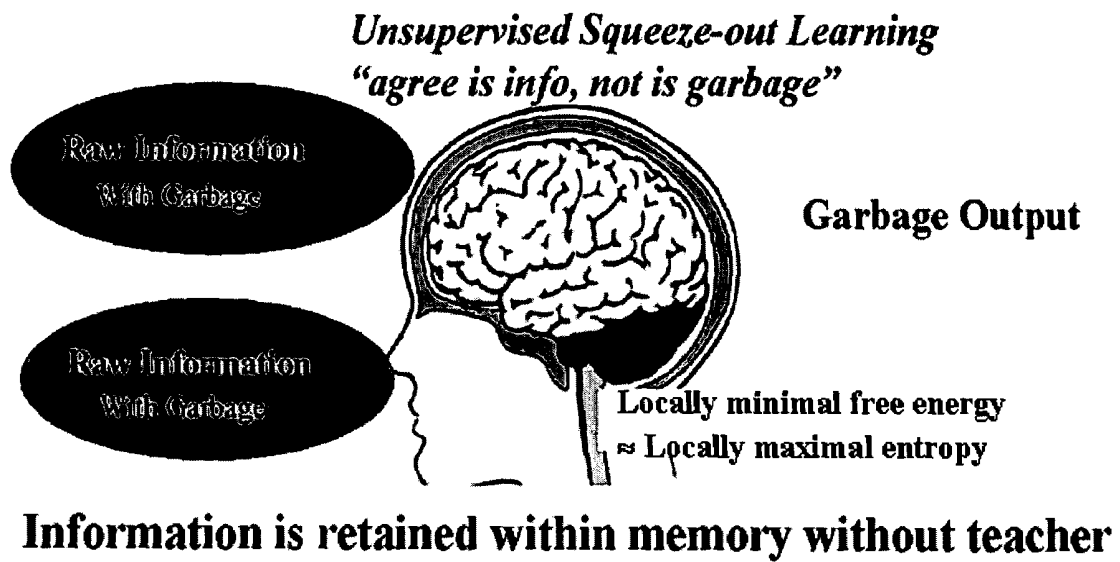 Unsupervised Squeeze-out Learning
“agree is info, not is garbage”
Raw Information
With Garbage
Garbage Output
Raw Information
With Garbage
Locally minimal free energy
≈ Locally maximal entropy
Information is retained within memory without teacher